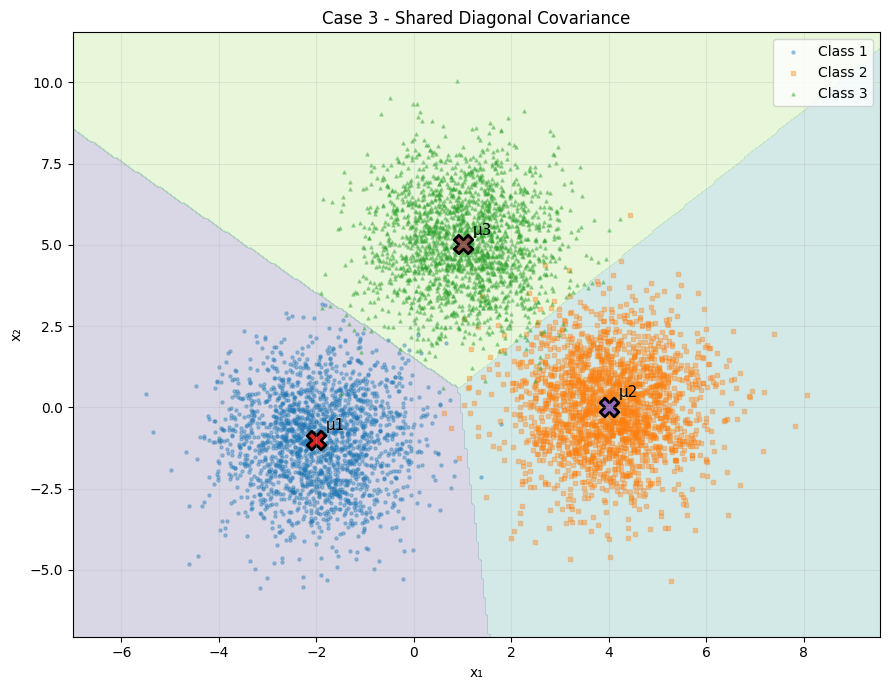 Case 3 - Shared Diagonal Covariance
Class 1
Class 2
Class 3
10.0
7.5
5.0
2.5
0.0
−2.5
−5.0
x₂
μ3
μ2
μ1
−6
−4
−2
0
2
4
6
8
x₁